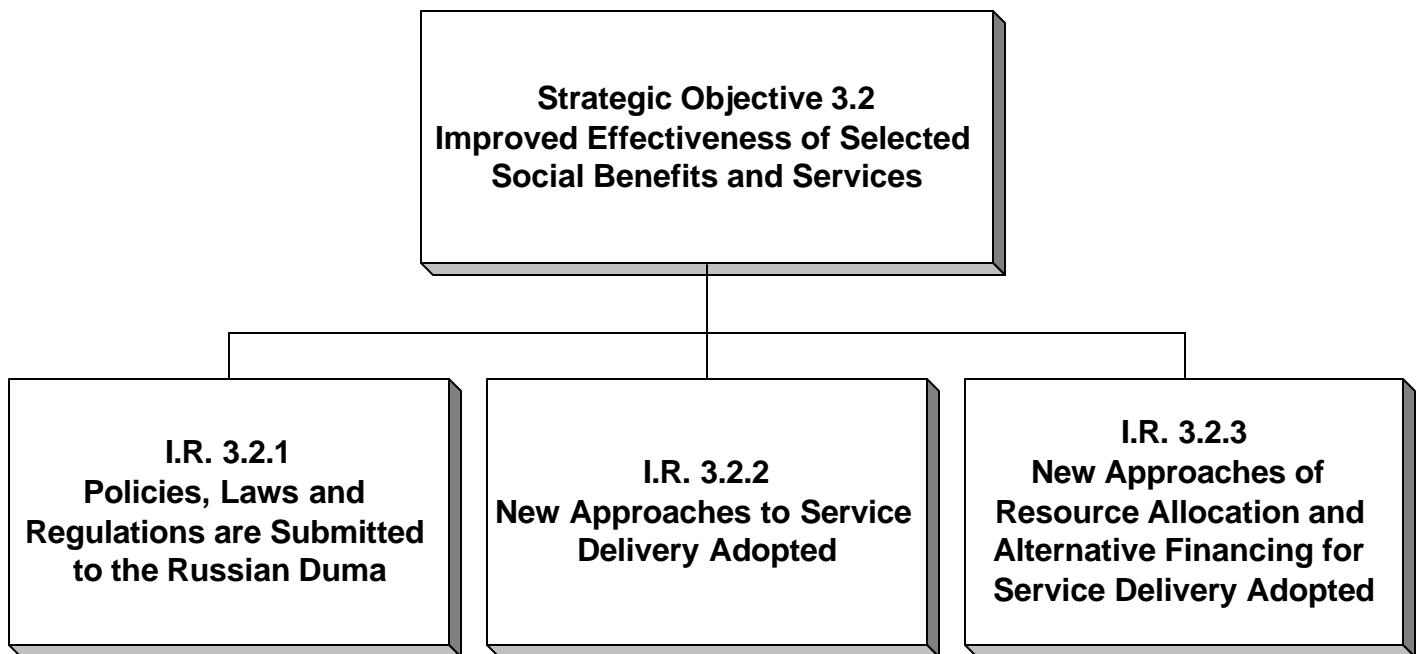 Strategic Objective 3.2
Improved Effectiveness of Selected
Social Benefits and Services
I.R. 3.2.1
Policies, Laws and
Regulations are Submitted
to the Russian Duma
I.R. 3.2.2
New Approaches to Service
Delivery Adopted
I.R. 3.2.3
New Approaches of
Resource Allocation and
Alternative Financing for
Service Delivery Adopted